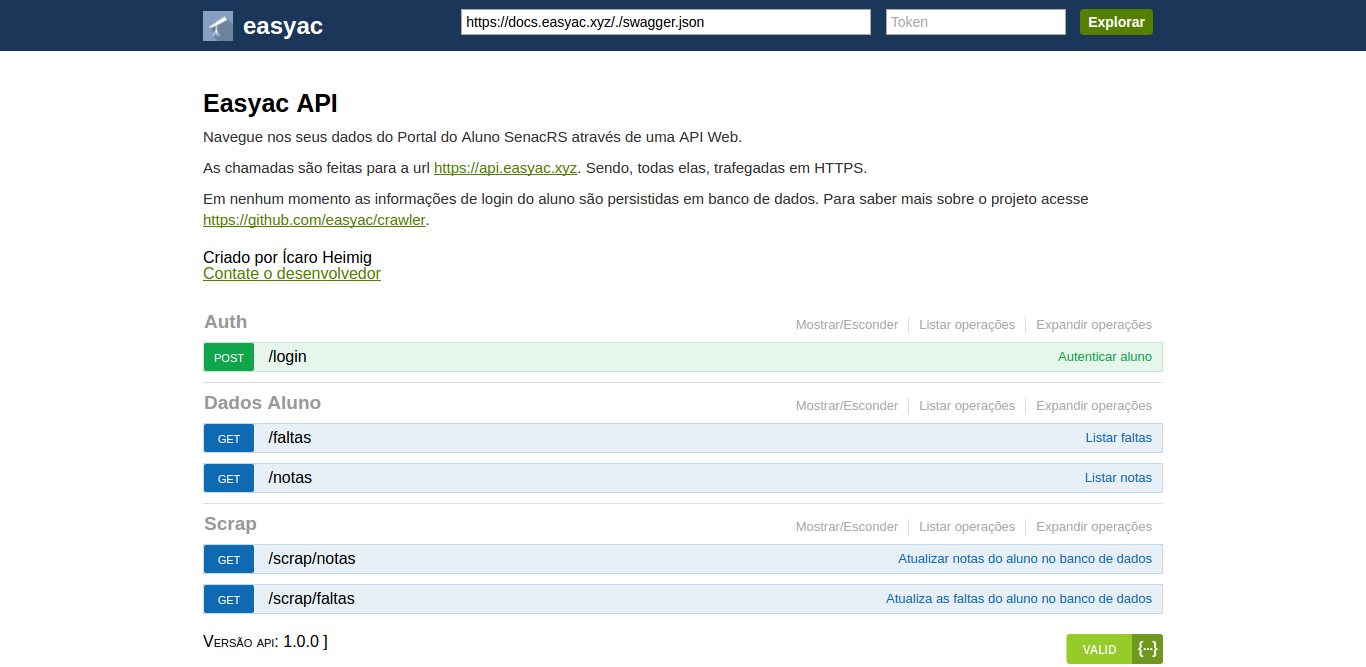 easyac
https://docs.easyac.xyz/./swagger.json
Token
Explorar
Easyac API
Navegue nos seus dados do Portal do Aluno SenacRS através de uma API Web.
As chamadas são feitas para a url https://api.easyac.xyz. Sendo, todas elas, trafegadas em HTTPS.
Em nenhum momento as informações de login do aluno são persistidas em banco de dados. Para saber mais sobre o projeto acesse
https://github.com/easyac/crawler.
Criado por Ícaro Heimig
Contate o desenvolvedor
Auth
Mostrar/Esconder
Listar operações
Expandir operações
POST
/login
Autenticar aluno
Dados Aluno
Mostrar/Esconder
Listar operações
Expandir operações
GET
/faltas
Listar faltas
GET
/notas
Listar notas
Scrap
Mostrar/Esconder
Listar operações
Expandir operações
GET
/scrap/notas
Atualizar notas do aluno no banco de dados
GET
/scrap/faltas
Atualiza as faltas do aluno no banco de dados
Versão api: 1.0.0 ]
VALID {···}